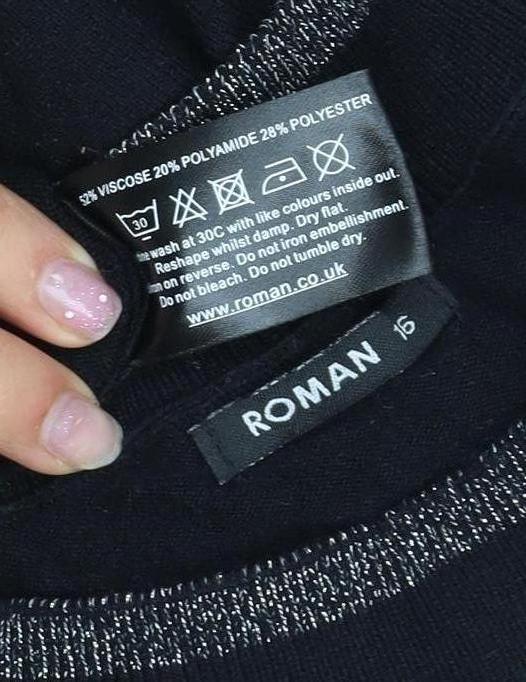 52% VISCOSE 20% POLYAMIDE 28% POLYESTER
30
wash at 30C with like colours inside out.
Reshape whilst damp. Dry flat.
on reverse. Do not iron embellishment.
Do not bleach. Do not tumble dry.
www.roman.co.uk
ROMAN 16